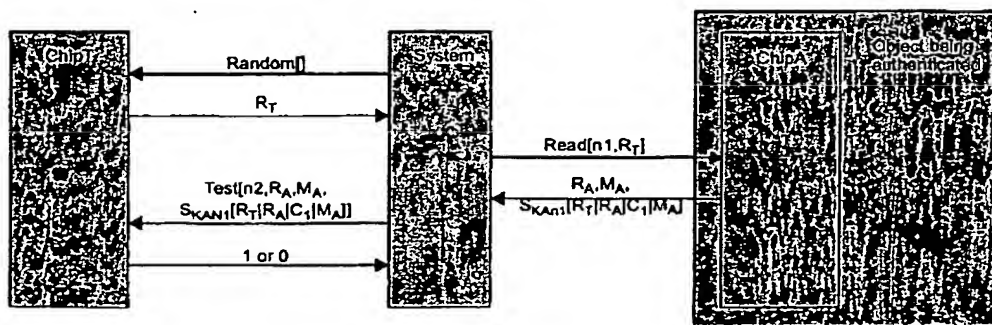 ChipT
System
ChipA
Object being
authenticated
Random[]
R_T
Read[n1,R_T]
R_A,M_A,
S_KAn1[R_T|R_A|C_1|M_A]
Test[n2,R_A,M_A,
S_KAN1[R_T|R_A|C_1|M_A]]
1 or 0